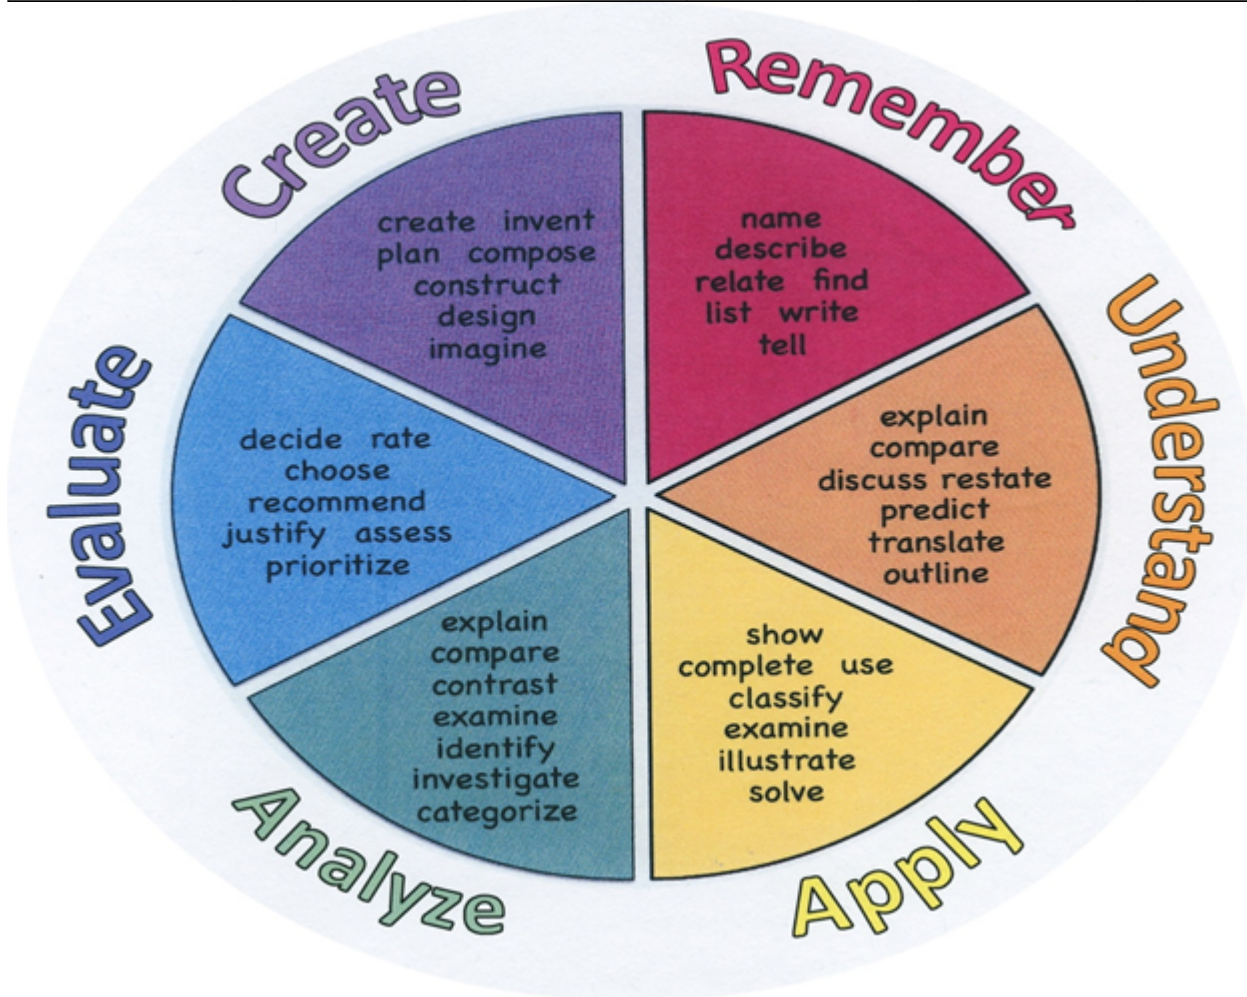 Remember
name
describe
relate find
list write
tell
Understand
explain
compare
discuss restate
predict
translate
outline
Apply
show
complete use
classify
examine
illustrate
solve
Analyze
explain
compare
contrast
examine
identify
investigate
categorize
Evaluate
decide rate
choose
recommend
justify assess
prioritize
Create
create invent
plan compose
construct
design
imagine